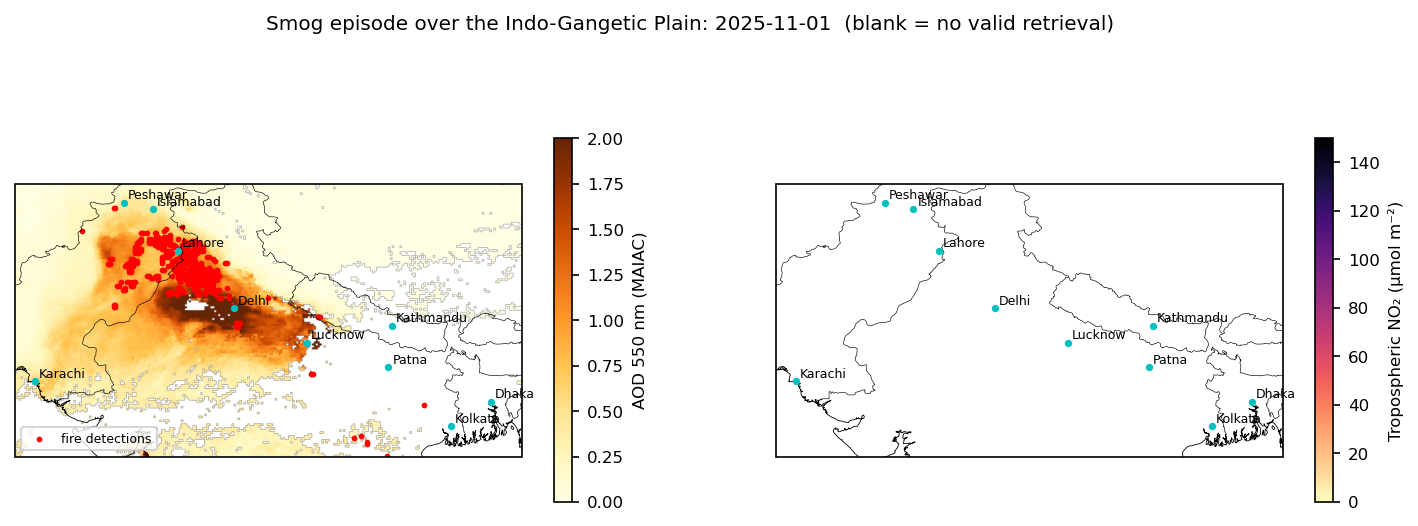 Smog episode over the Indo-Gangetic Plain: 2025-11-01  (blank = no valid retrieval)
Peshawar
Islamabad
Lahore
Delhi
Lucknow
Kathmandu
Patna
Karachi
Dhaka
Kolkata
fire detections
2.00
1.75
1.50
1.25
1.00
0.75
0.50
0.25
0.00
AOD 550 nm (MAIAC)
Peshawar
Islamabad
Lahore
Delhi
Lucknow
Kathmandu
Patna
Karachi
Dhaka
Kolkata
140
120
100
80
60
40
20
0
Tropospheric NO₂ (µmol m⁻²)